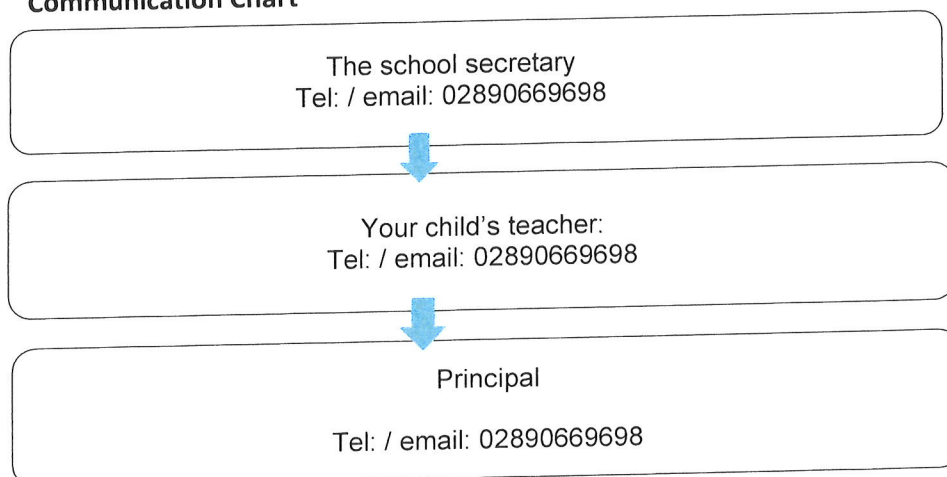 Communication Chart
The school secretary
Tel: / email: 02890669698
Your child's teacher:
Tel: / email: 02890669698
Principal
Tel: / email: 02890669698